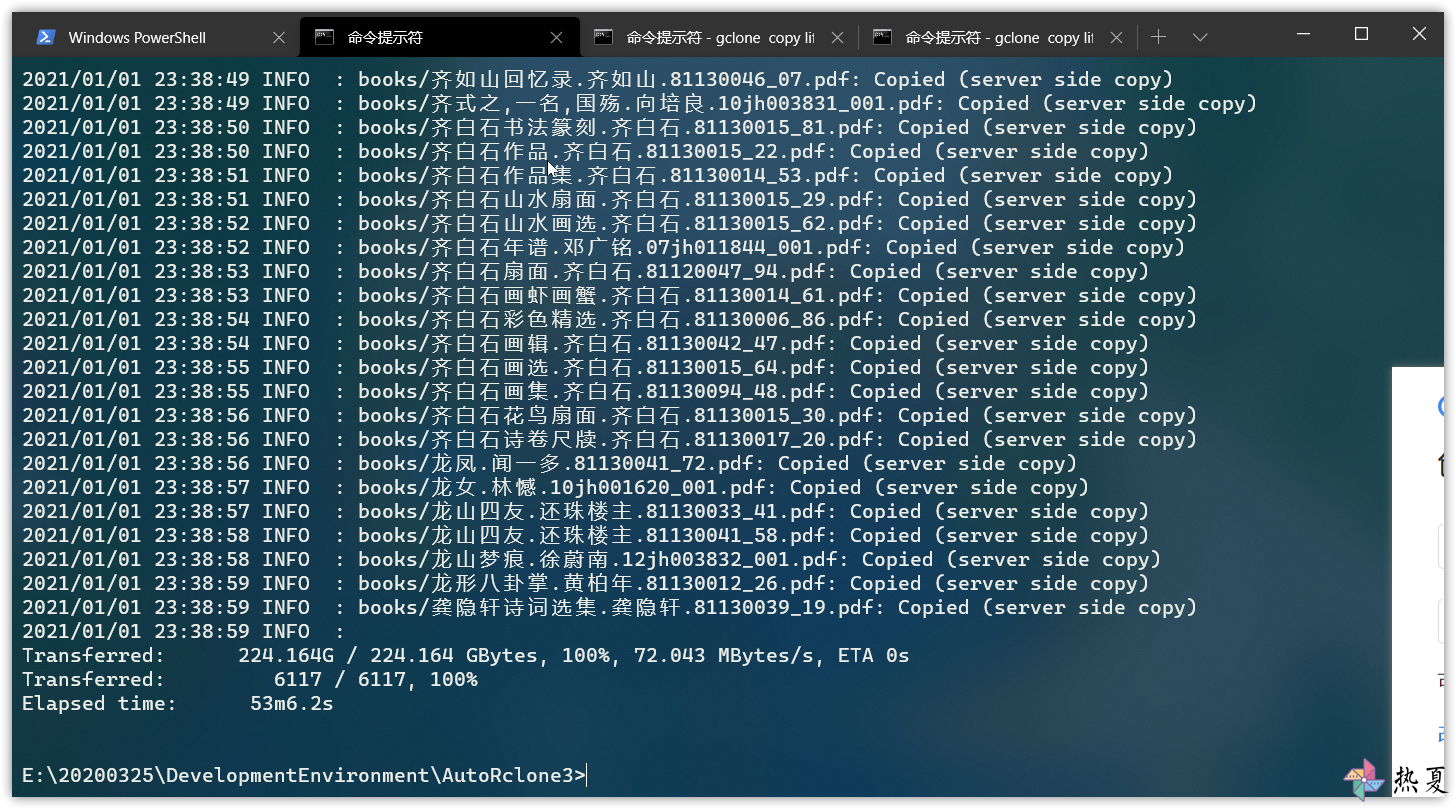 Windows PowerShell
命令提示符
命令提示符 - gclone copy lif
命令提示符 - gclone copy lif
2021/01/01 23:38:49 INFO  : books/齐如山回忆录.齐如山.81130046_07.pdf: Copied (server side copy)
2021/01/01 23:38:49 INFO  : books/齐式之,一名,国殇.向培良.10jh003831_001.pdf: Copied (server side copy)
2021/01/01 23:38:50 INFO  : books/齐白石书法篆刻.齐白石.81130015_81.pdf: Copied (server side copy)
2021/01/01 23:38:50 INFO  : books/齐白石作品.齐白石.81130015_22.pdf: Copied (server side copy)
2021/01/01 23:38:51 INFO  : books/齐白石作品集.齐白石.81130014_53.pdf: Copied (server side copy)
2021/01/01 23:38:51 INFO  : books/齐白石山水扇面.齐白石.81130015_29.pdf: Copied (server side copy)
2021/01/01 23:38:52 INFO  : books/齐白石山水画选.齐白石.81130015_62.pdf: Copied (server side copy)
2021/01/01 23:38:52 INFO  : books/齐白石年谱.邓广铭.07jh011844_001.pdf: Copied (server side copy)
2021/01/01 23:38:53 INFO  : books/齐白石扇面.齐白石.81120047_94.pdf: Copied (server side copy)
2021/01/01 23:38:53 INFO  : books/齐白石画虾画蟹.齐白石.81130014_61.pdf: Copied (server side copy)
2021/01/01 23:38:54 INFO  : books/齐白石彩色精选.齐白石.81130006_86.pdf: Copied (server side copy)
2021/01/01 23:38:54 INFO  : books/齐白石画辑.齐白石.81130042_47.pdf: Copied (server side copy)
2021/01/01 23:38:55 INFO  : books/齐白石画选.齐白石.81130015_64.pdf: Copied (server side copy)
2021/01/01 23:38:55 INFO  : books/齐白石画集.齐白石.81130094_48.pdf: Copied (server side copy)
2021/01/01 23:38:56 INFO  : books/齐白石花鸟扇面.齐白石.81130015_30.pdf: Copied (server side copy)
2021/01/01 23:38:56 INFO  : books/齐白石诗卷尺牍.齐白石.81130017_20.pdf: Copied (server side copy)
2021/01/01 23:38:56 INFO  : books/龙凤.闻一多.81130041_72.pdf: Copied (server side copy)
2021/01/01 23:38:57 INFO  : books/龙女.林憾.10jh001620_001.pdf: Copied (server side copy)
2021/01/01 23:38:57 INFO  : books/龙山四友.还珠楼主.81130033_41.pdf: Copied (server side copy)
2021/01/01 23:38:58 INFO  : books/龙山四友.还珠楼主.81130041_58.pdf: Copied (server side copy)
2021/01/01 23:38:58 INFO  : books/龙山梦痕.徐蔚南.12jh003832_001.pdf: Copied (server side copy)
2021/01/01 23:38:59 INFO  : books/龙形八卦掌.黄柏年.81130012_26.pdf: Copied (server side copy)
2021/01/01 23:38:59 INFO  : books/龚隐轩诗词选集.龚隐轩.81130039_19.pdf: Copied (server side copy)
2021/01/01 23:38:59 INFO  :
Transferred:      224.164G / 224.164 GBytes, 100%, 72.043 MBytes/s, ETA 0s
Transferred:         6117 / 6117, 100%
Elapsed time:      53m6.2s
E:\20200325\DevelopmentEnvironment\AutoRclone3>
热夏